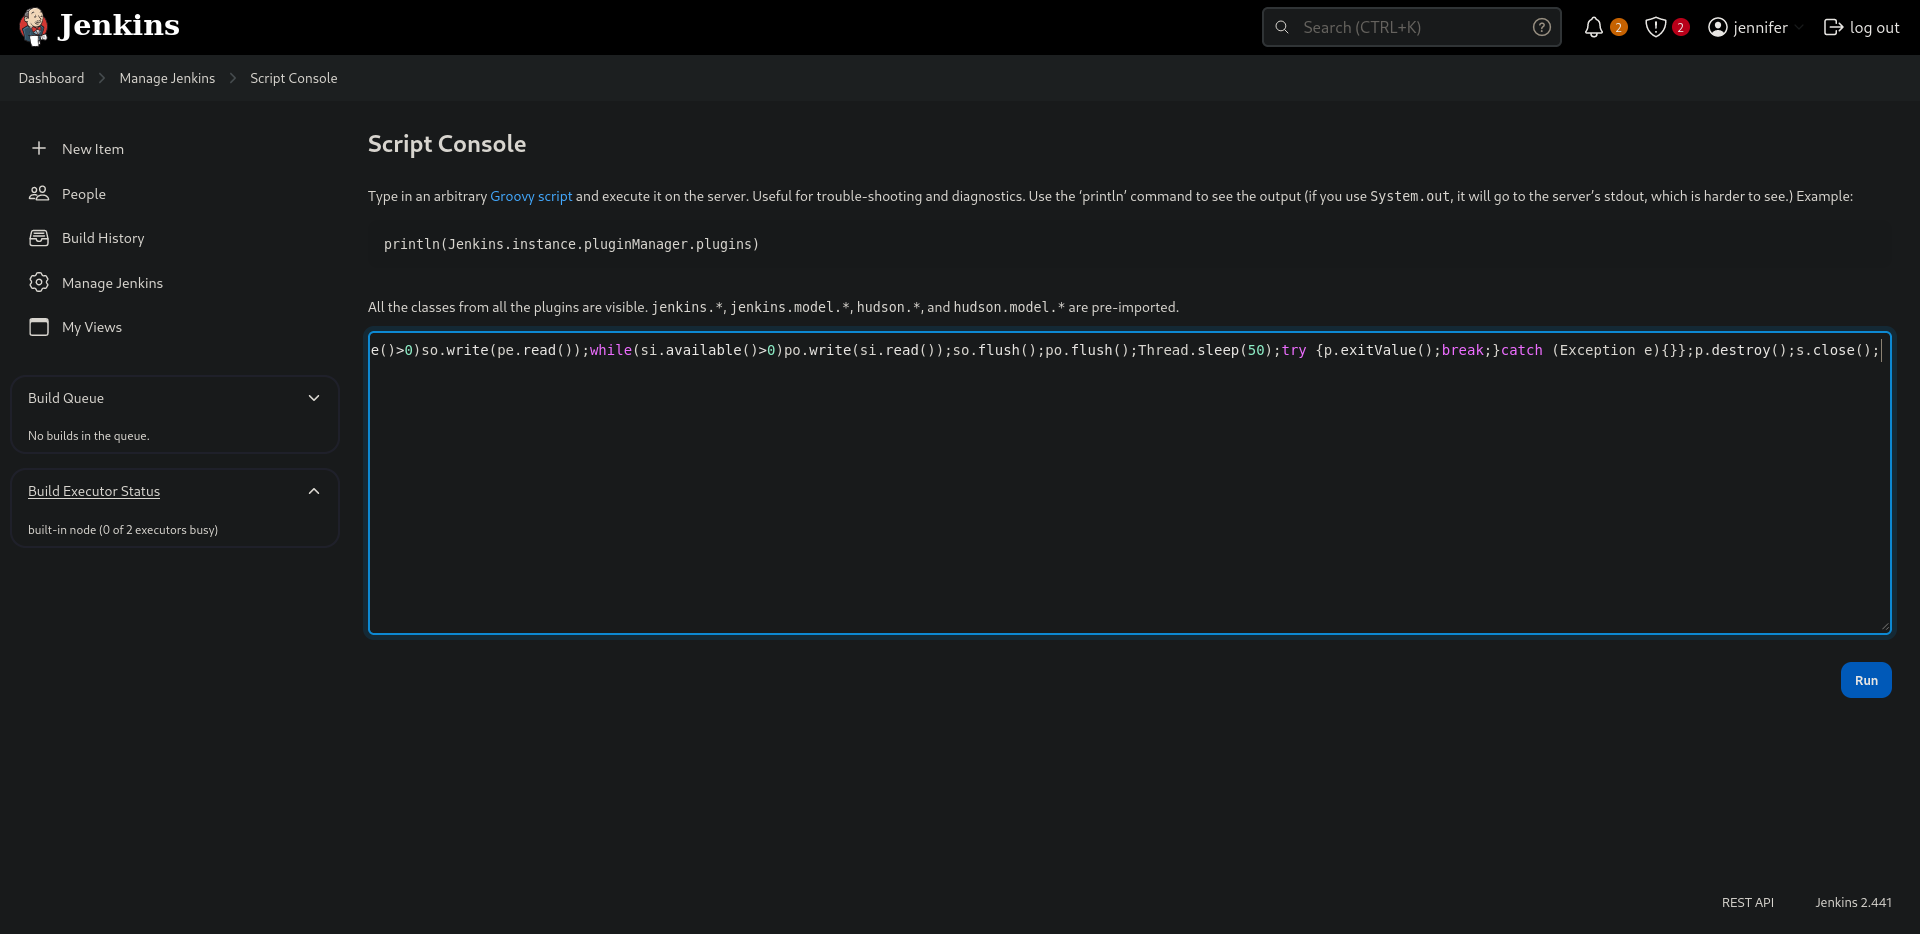 Jenkins
Search (CTRL+K)
2
2
jennifer
log out
Dashboard
Manage Jenkins
Script Console
New Item
People
Build History
Manage Jenkins
My Views
Build Queue
No builds in the queue.
Build Executor Status
built-in node (0 of 2 executors busy)
Script Console
Type in an arbitrary Groovy script and execute it on the server. Useful for trouble-shooting and diagnostics. Use the ‘println’ command to see the output (if you use System.out, it will go to the server’s stdout, which is harder to see.) Example:
println(Jenkins.instance.pluginManager.plugins)
All the classes from all the plugins are visible. jenkins.*, jenkins.model.*, hudson.*, and hudson.model.* are pre-imported.
e()>0)so.write(pe.read());while(si.available()>0)po.write(si.read());so.flush();po.flush();Thread.sleep(50);try {p.exitValue();break;}catch (Exception e){}};p.destroy();s.close();
Run
REST API
Jenkins 2.441